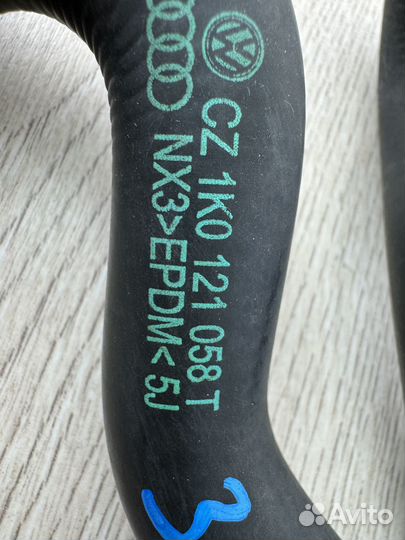 CZ 1K0 121 058 T
NX3>EPDM< 5J
3
Avito